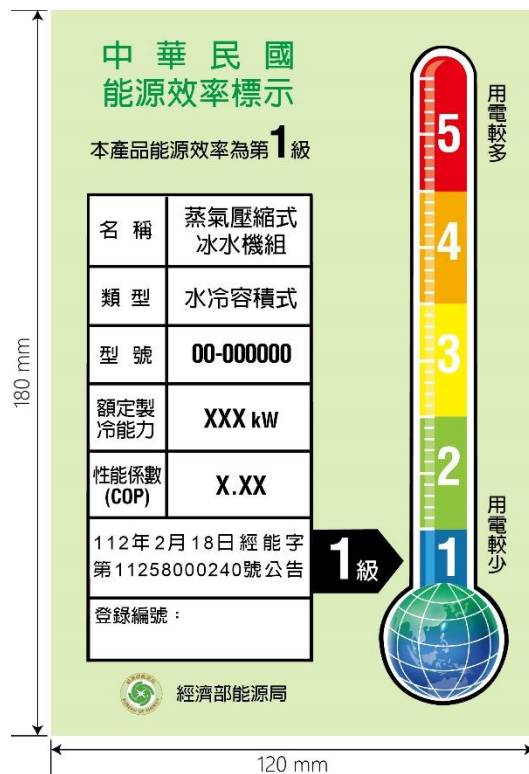 中華民國
能源效率標示
本產品能源效率為第1級
名稱
蒸氣壓縮式
冰水機組
類型
水冷容積式
型號
00-000000
額定製
冷能力
XXX kW
性能係數
(COP)
X.XX
112年2月18日經能字
第11258000240號公告
登錄編號：
經濟部能源局
1級
5
4
3
2
1
用電較多
用電較少
180 mm
120 mm